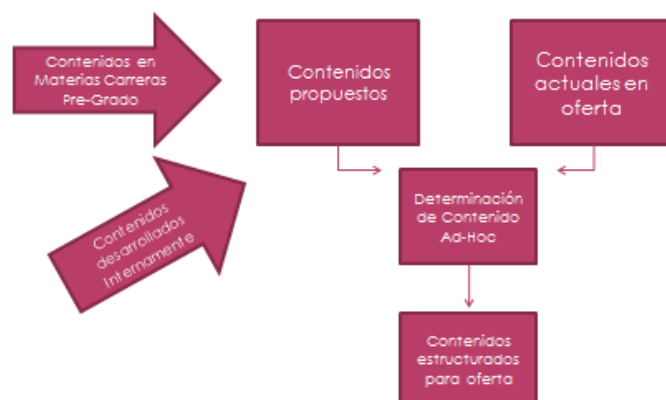 Contenidos en
Materias Carreras
Pre-Grado
Contenidos
propuestos
Contenidos
actuales en
oferta
Contenidos
desarrollados
Internamente
Determinación
de Contenido
Ad-Hoc
Contenidos
estructurados
para oferta